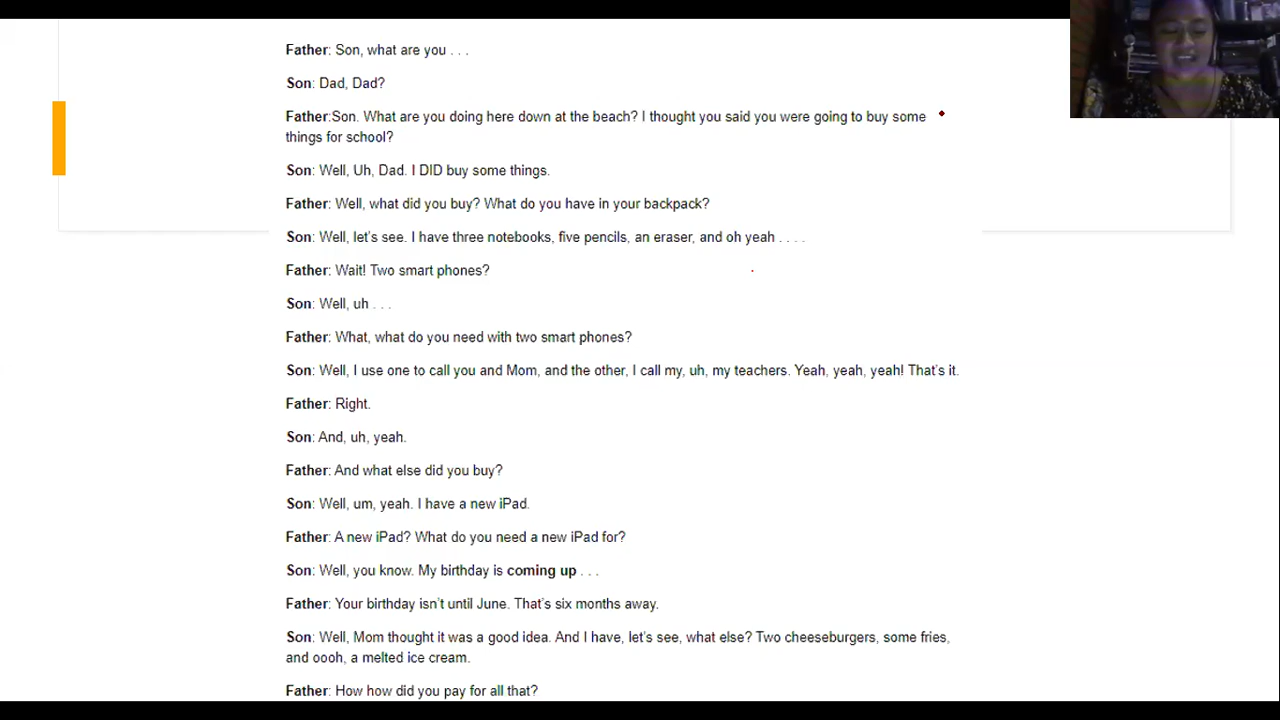 Father: Son, what are you . . .
Son: Dad, Dad?
Father:Son. What are you doing here down at the beach? I thought you said you were going to buy some
things for school?
Son: Well, Uh, Dad. I DID buy some things.
Father: Well, what did you buy? What do you have in your backpack?
Son: Well, let's see. I have three notebooks, five pencils, an eraser, and oh yeah . . . .
Father: Wait! Two smart phones?
Son: Well, uh . . .
Father: What, what do you need with two smart phones?
Son: Well, I use one to call you and Mom, and the other, I call my, uh, my teachers. Yeah, yeah, yeah! That's it.
Father: Right.
Son: And, uh, yeah.
Father: And what else did you buy?
Son: Well, um, yeah. I have a new iPad.
Father: A new iPad? What do you need a new iPad for?
Son: Well, you know. My birthday is coming up . . .
Father: Your birthday isn't until June. That's six months away.
Son: Well, Mom thought it was a good idea. And I have, let's see, what else? Two cheeseburgers, some fries,
and oooh, a melted ice cream.
Father: How how did you pay for all that?